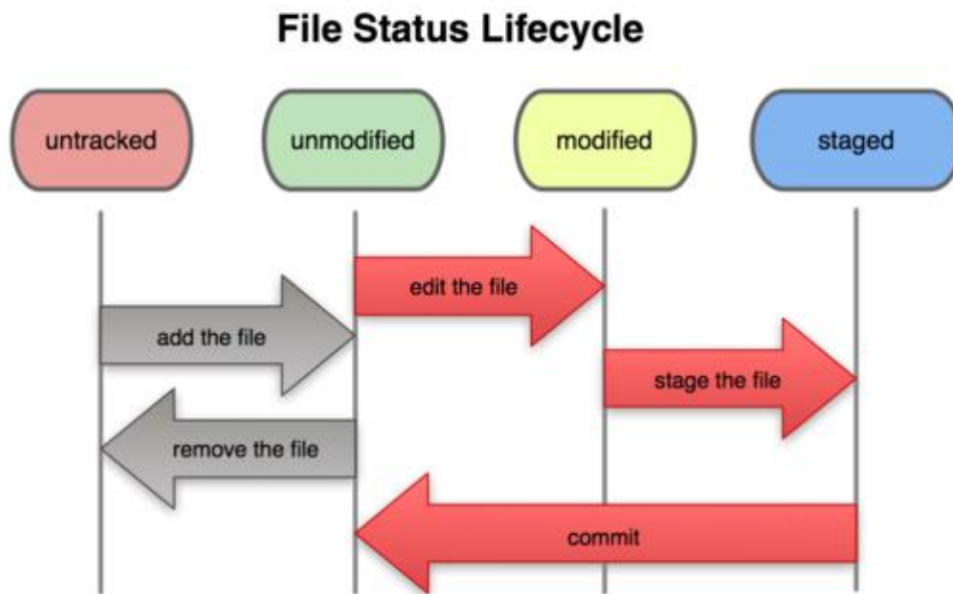 File Status Lifecycle
untracked
unmodified
modified
staged
edit the file
add the file
stage the file
remove the file
commit